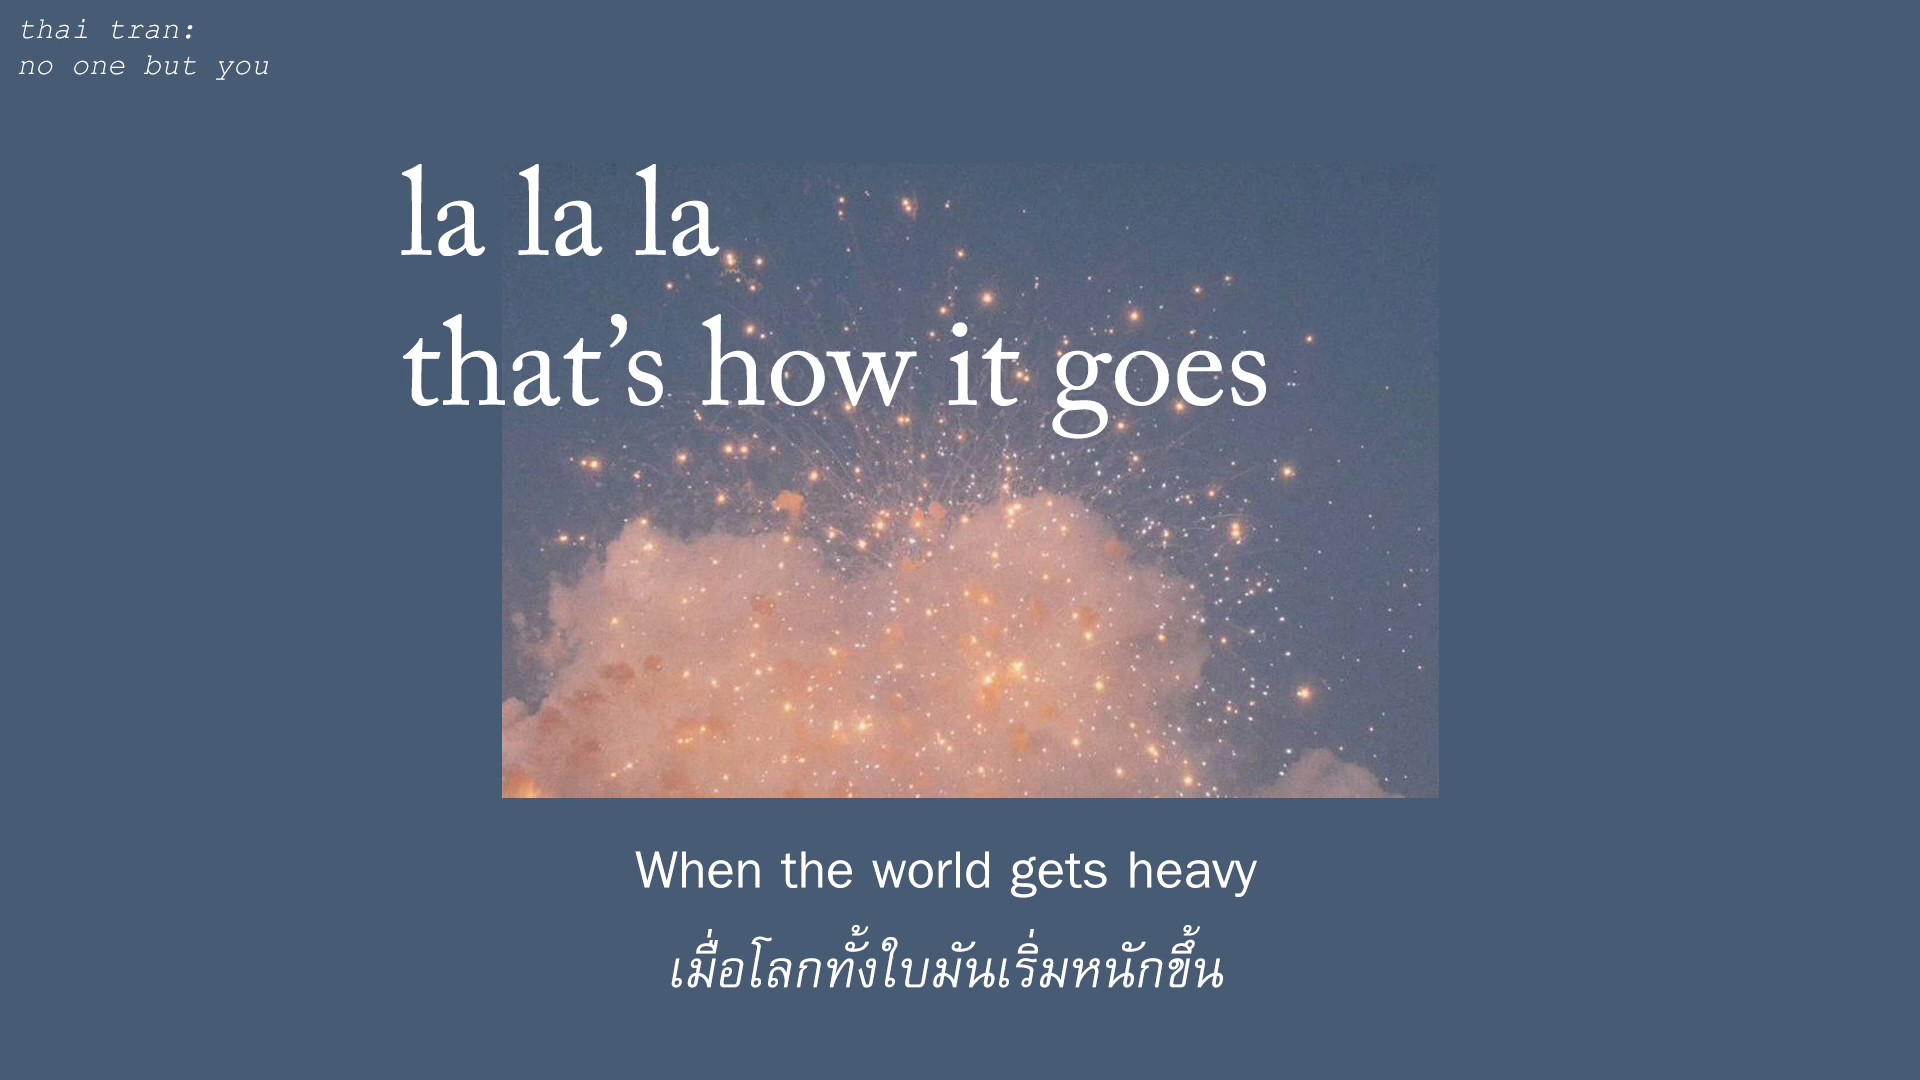 thai tran:
no one but you
la la la
that’s how it goes
When the world gets heavy
เมื่อโลกทั้งใบมันเริ่มหนักขึ้น